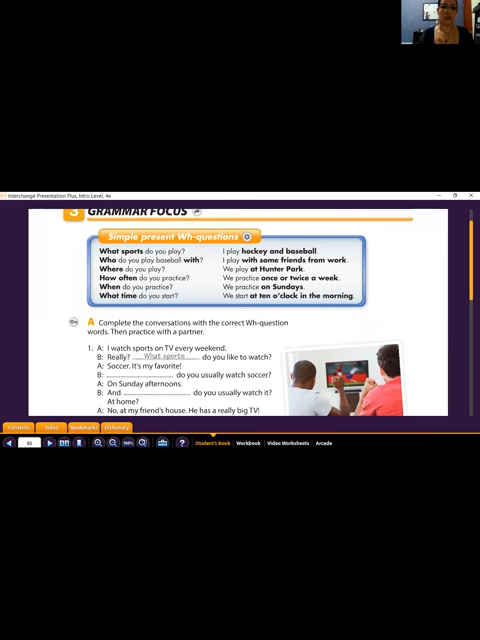 Interchange Presentation Plus. Intro Level, 4e
3 GRAMMAR FOCUS
Simple present Wh-questions
What sports do you play? I play hockey and baseball.
Who do you play baseball with? I play with some friends from work.
Where do you play? We play at Hunter Park.
How often do you practice? We practice once or twice a week.
When do you practice? We practice on Sundays.
What time do you start? We start at ten o'clock in the morning.
A Complete the conversations with the correct Wh-question
words. Then practice with a partner.
1. A: I watch sports on TV every weekend.
B: Really? What sports do you like to watch?
A: Soccer. It's my favorite!
B: do you usually watch soccer?
A: On Sunday afternoons.
B: And do you usually watch it?
At home?
A: No, at my friend's house. He has a really big TV!
Contents Video Bookmarks Dictionary
65 100% ? Student's Book Workbook Video Worksheets Arcade